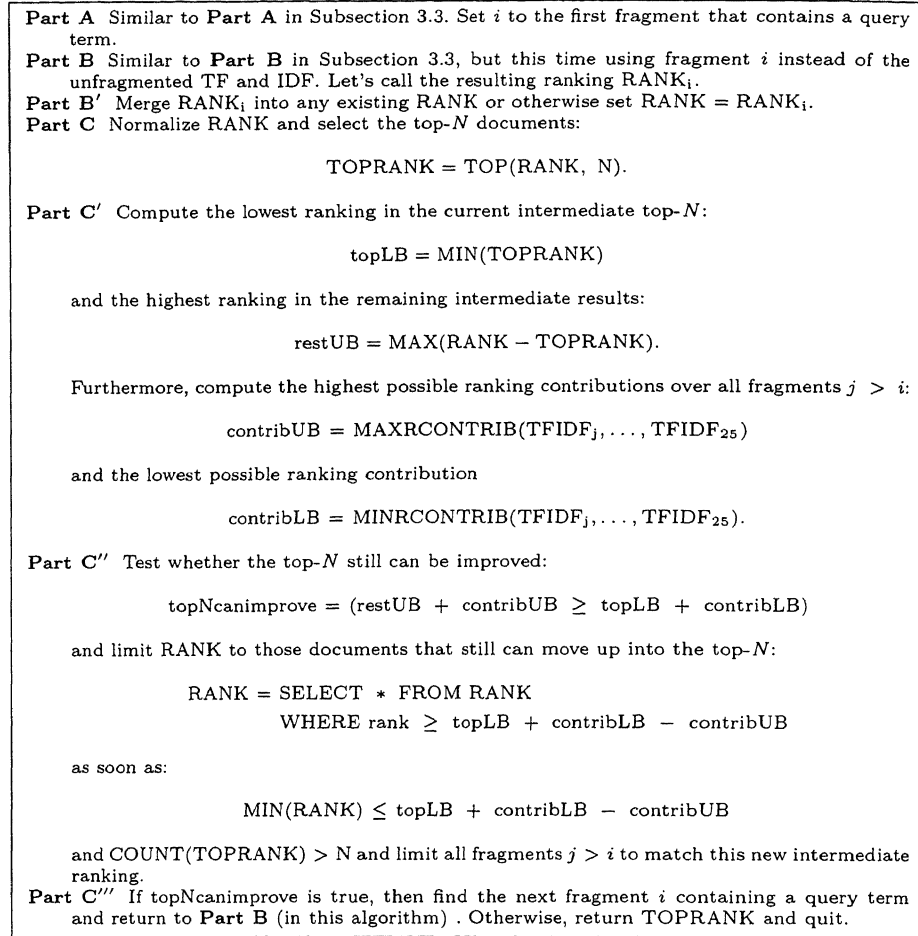 Part A Similar to Part A in Subsection 3.3. Set i to the first fragment that contains a query
term.
Part B Similar to Part B in Subsection 3.3, but this time using fragment i instead of the
unfragmented TF and IDF. Let's call the resulting ranking RANKᵢ.
Part B′ Merge RANKᵢ into any existing RANK or otherwise set RANK = RANKᵢ.
Part C Normalize RANK and select the top-N documents:
TOPRANK = TOP(RANK, N).
Part C′ Compute the lowest ranking in the current intermediate top-N:
topLB = MIN(TOPRANK)
and the highest ranking in the remaining intermediate results:
restUB = MAX(RANK − TOPRANK).
Furthermore, compute the highest possible ranking contributions over all fragments j > i:
contribUB = MAXRCONTRIB(TFIDFⱼ, . . . , TFIDF₂₅)
and the lowest possible ranking contribution
contribLB = MINRCONTRIB(TFIDFⱼ, . . . , TFIDF₂₅).
Part C″ Test whether the top-N still can be improved:
topNcanimprove = (restUB + contribUB ≥ topLB + contribLB)
and limit RANK to those documents that still can move up into the top-N:
RANK = SELECT * FROM RANK
WHERE rank ≥ topLB + contribLB − contribUB
as soon as:
MIN(RANK) ≤ topLB + contribLB − contribUB
and COUNT(TOPRANK) > N and limit all fragments j > i to match this new intermediate
ranking.
Part C‴ If topNcanimprove is true, then find the next fragment i containing a query term
and return to Part B (in this algorithm) . Otherwise, return TOPRANK and quit.